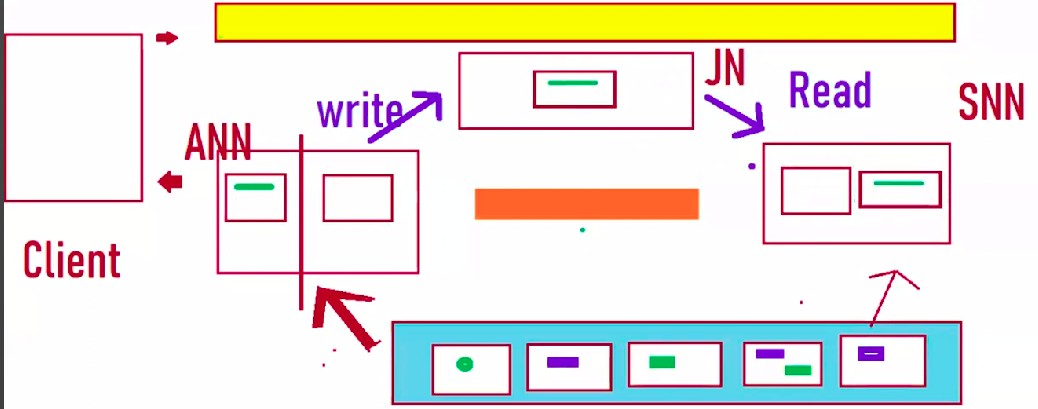 JN
Read
SNN
write
ANN
Client